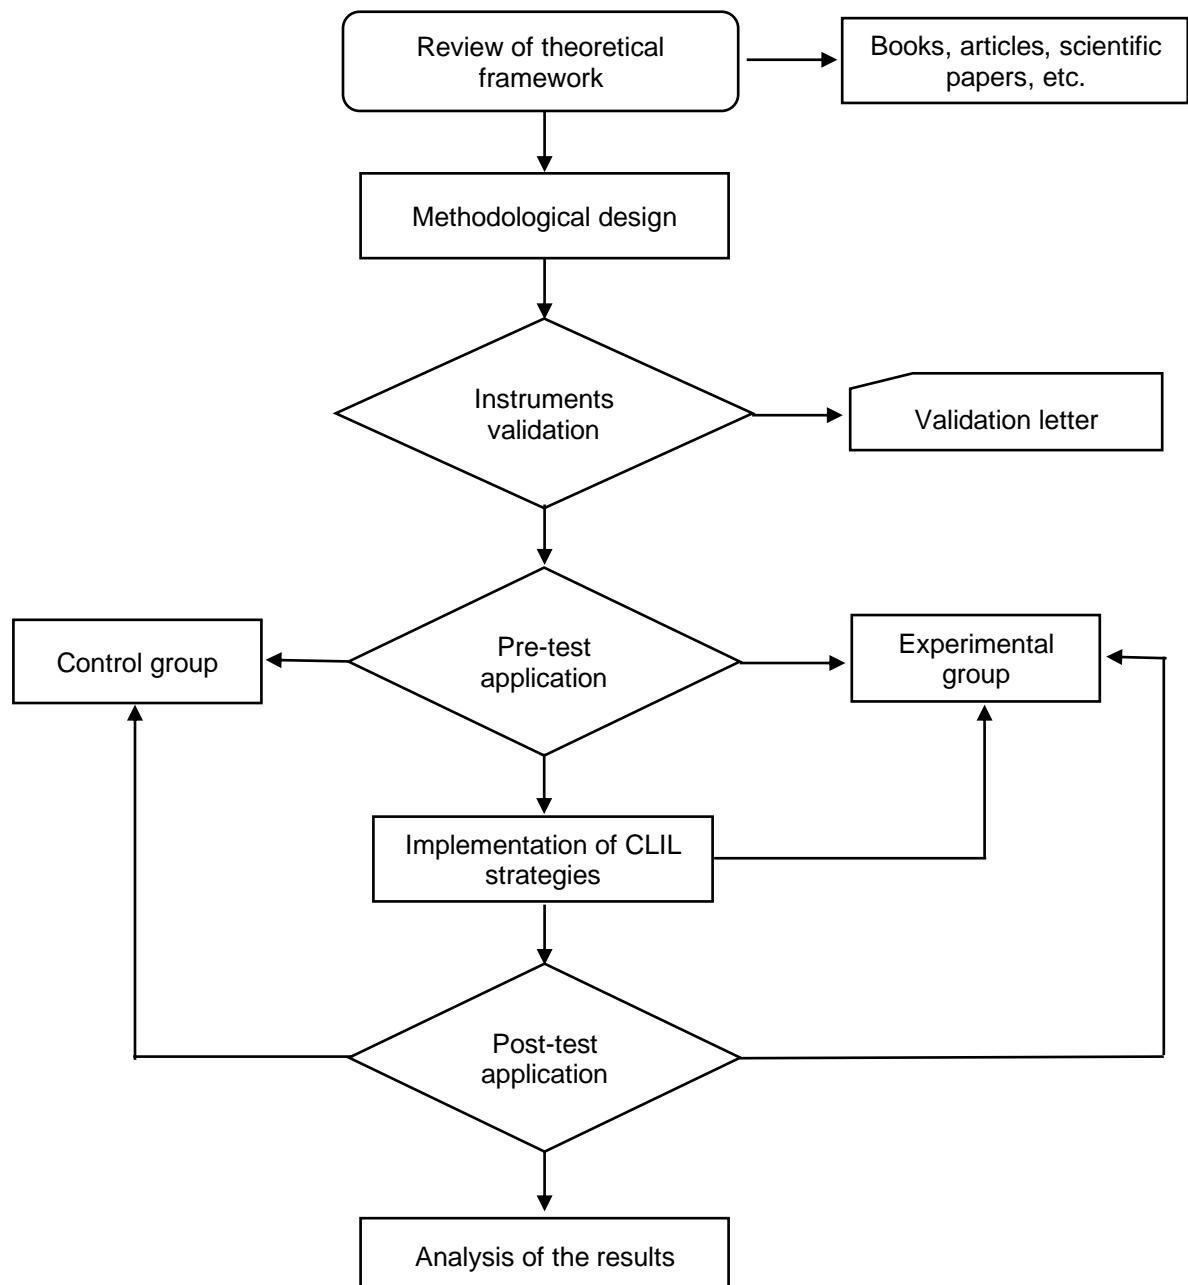 Review of theoretical
framework
Books, articles, scientific
papers, etc.
Methodological design
Instruments
validation
Validation letter
Control group
Pre-test
application
Experimental
group
Implementation of CLIL
strategies
Post-test
application
Analysis of the results